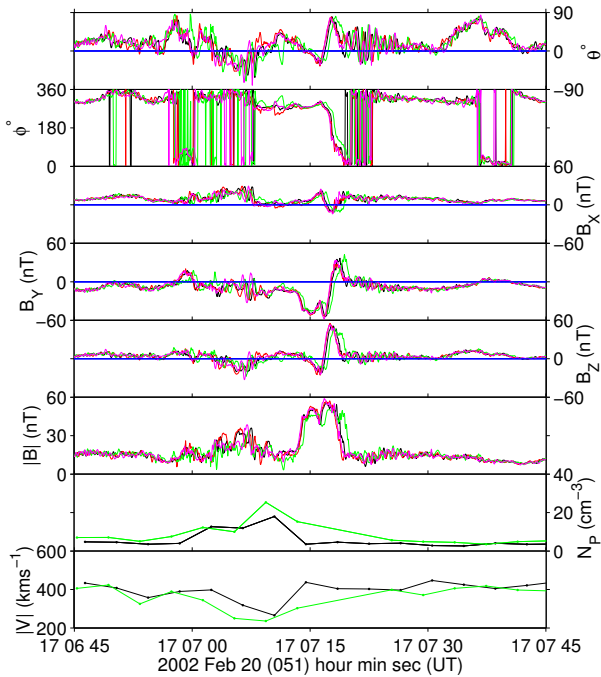 90
0
−90
θ°
360
180
0
φ°
60
0
−60
B_X (nT)
60
0
−60
B_Y (nT)
60
0
−60
B_Z (nT)
60
30
0
|B| (nT)
40
20
0
N_P (cm⁻³)
600
400
200
|V| (kms⁻¹)
17 06 45 17 07 00 17 07 15 17 07 30 17 07 45
2002 Feb 20 (051) hour min sec (UT)